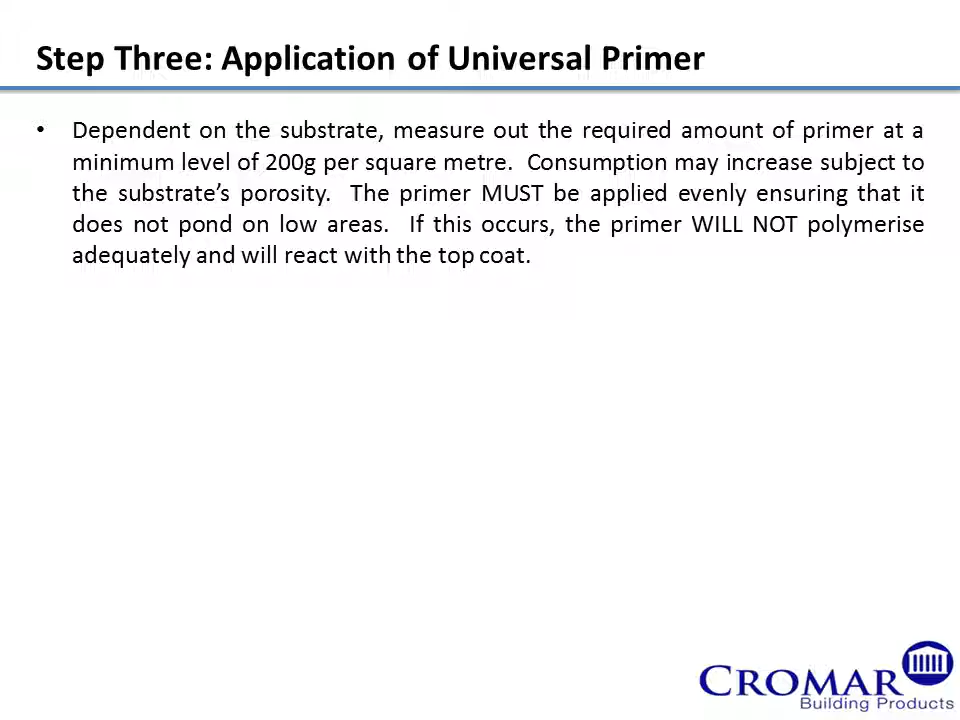 Step Three: Application of Universal Primer
• Dependent on the substrate, measure out the required amount of primer at a
minimum level of 200g per square metre. Consumption may increase subject to
the substrate’s porosity. The primer MUST be applied evenly ensuring that it
does not pond on low areas. If this occurs, the primer WILL NOT polymerise
adequately and will react with the top coat.
CROMAR
Building Products